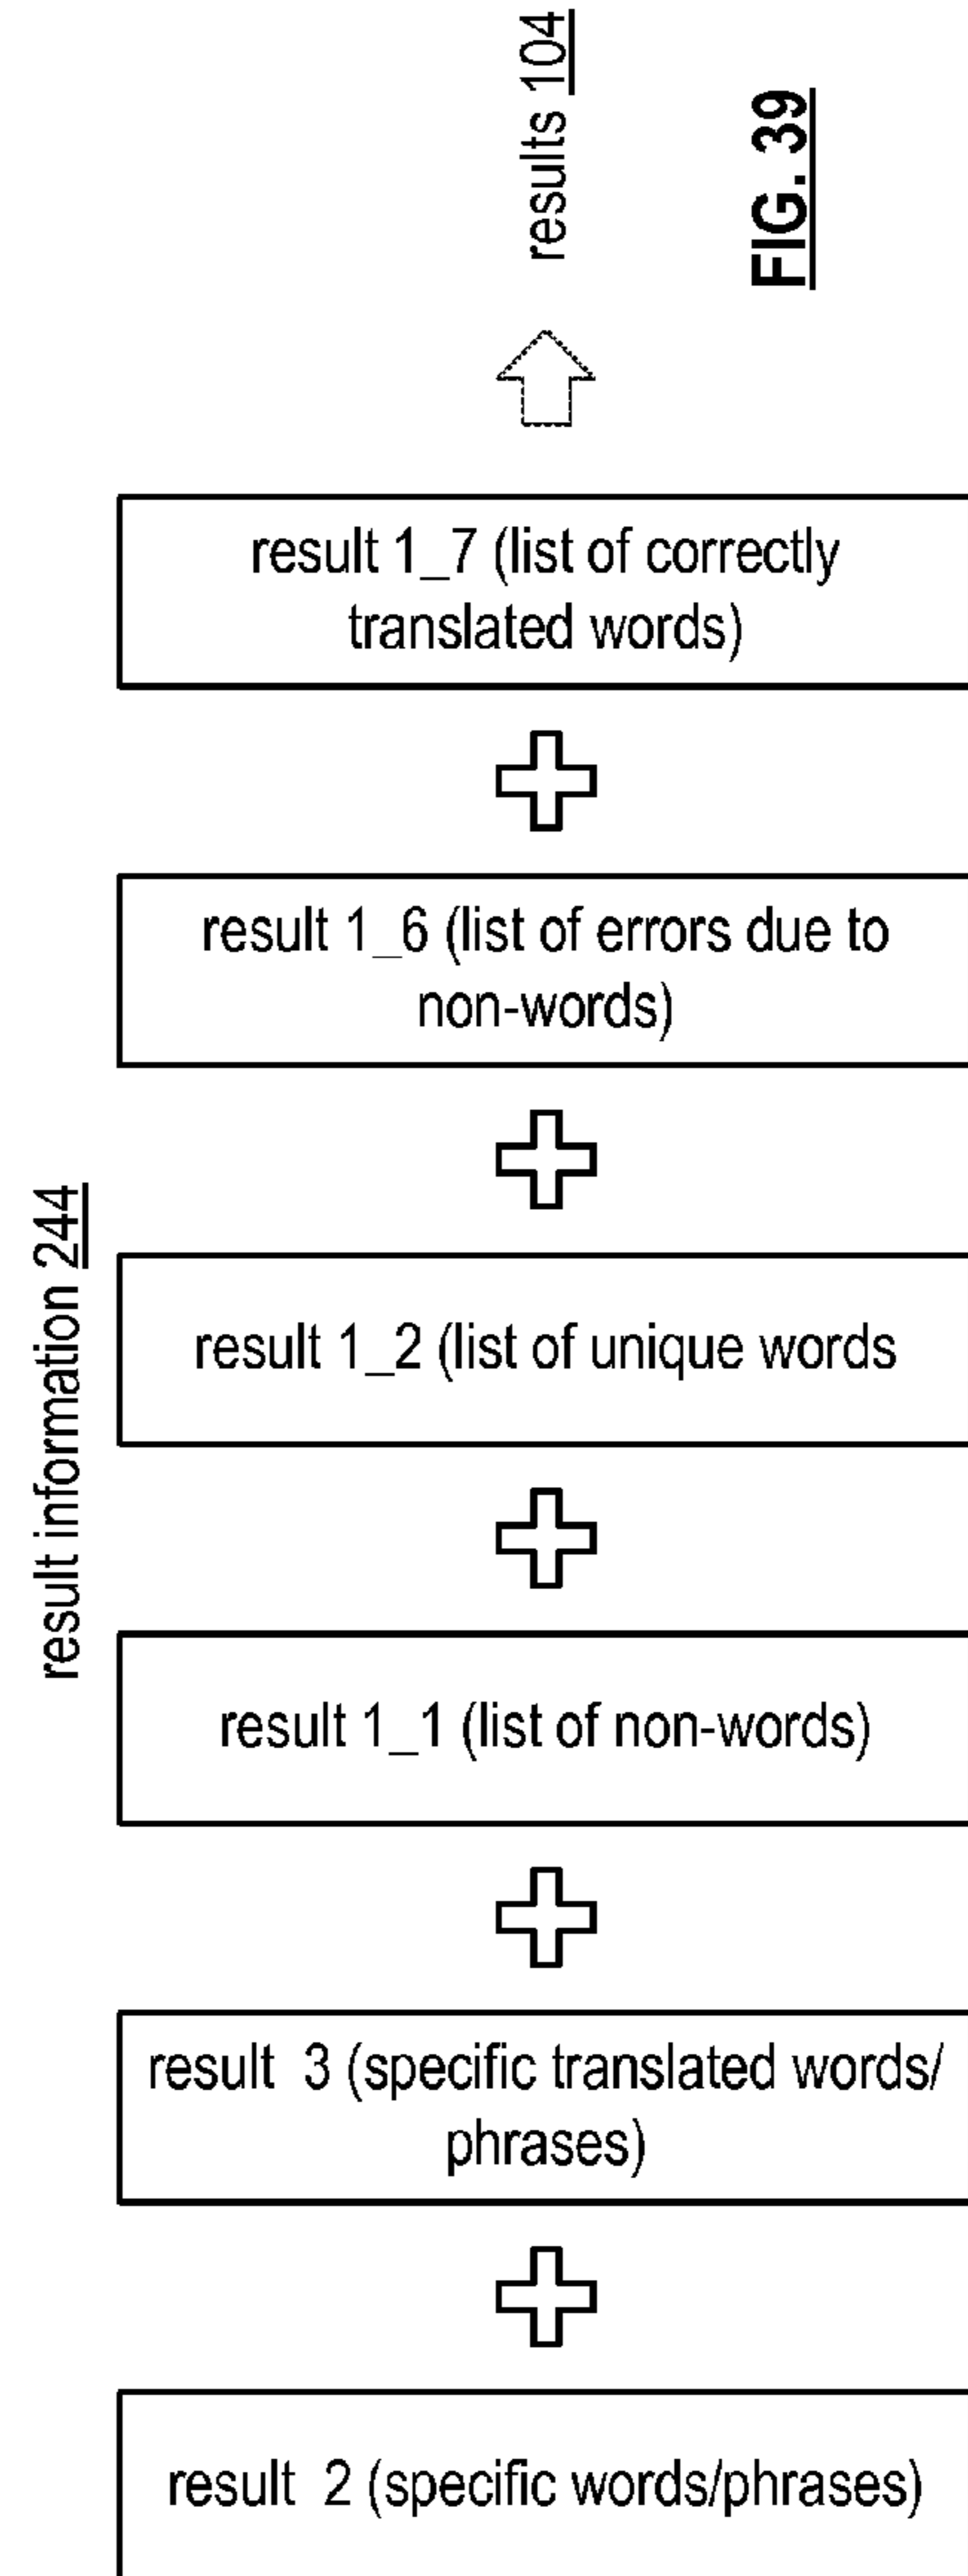 results 104
FIG. 39
result 1_7 (list of correctly
translated words)
result 1_6 (list of errors due to
non-words)
result information 244
result 1_2 (list of unique words
result 1_1 (list of non-words)
result 3 (specific translated words/
phrases)
result 2 (specific words/phrases)